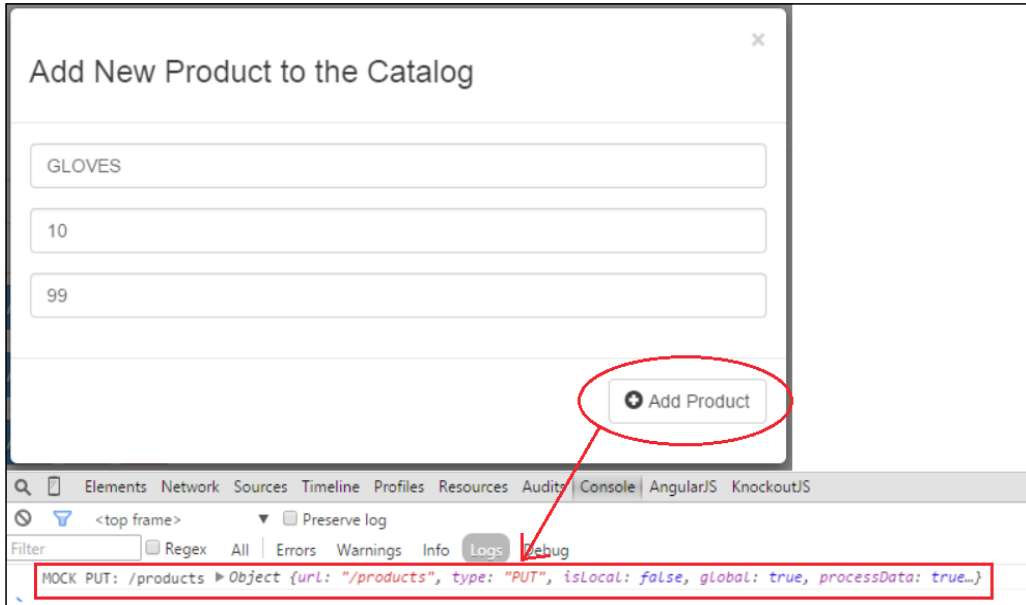 ×
Add New Product to the Catalog
GLOVES
10
99
Add Product
Elements Network Sources Timeline Profiles Resources Audits Console AngularJS KnockoutJS
<top frame> ▼ Preserve log
Filter Regex All Errors Warnings Info Logs Debug
MOCK PUT: /products ▶ Object {url: "/products", type: "PUT", isLocal: false, global: true, processData: true…}
>